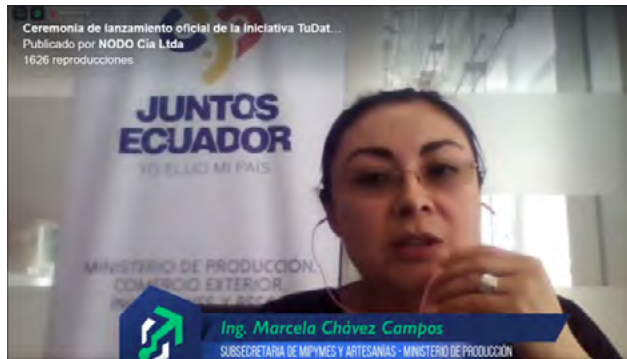 Ceremonia de lanzamiento oficial de la iniciativa TuDat...
Publicado por NODO Cia Ltda
1626 reproducciones
JUNTOS
ECUADOR
YO ELIJO MI PAÍS
MINISTERIO DE PRODUCCIÓN,
COMERCIO EXTERIOR,
Ing. Marcela Chávez Campos
SUBSECRETARIA DE MIPYMES Y ARTESANÍAS - MINISTERIO DE PRODUCCIÓN